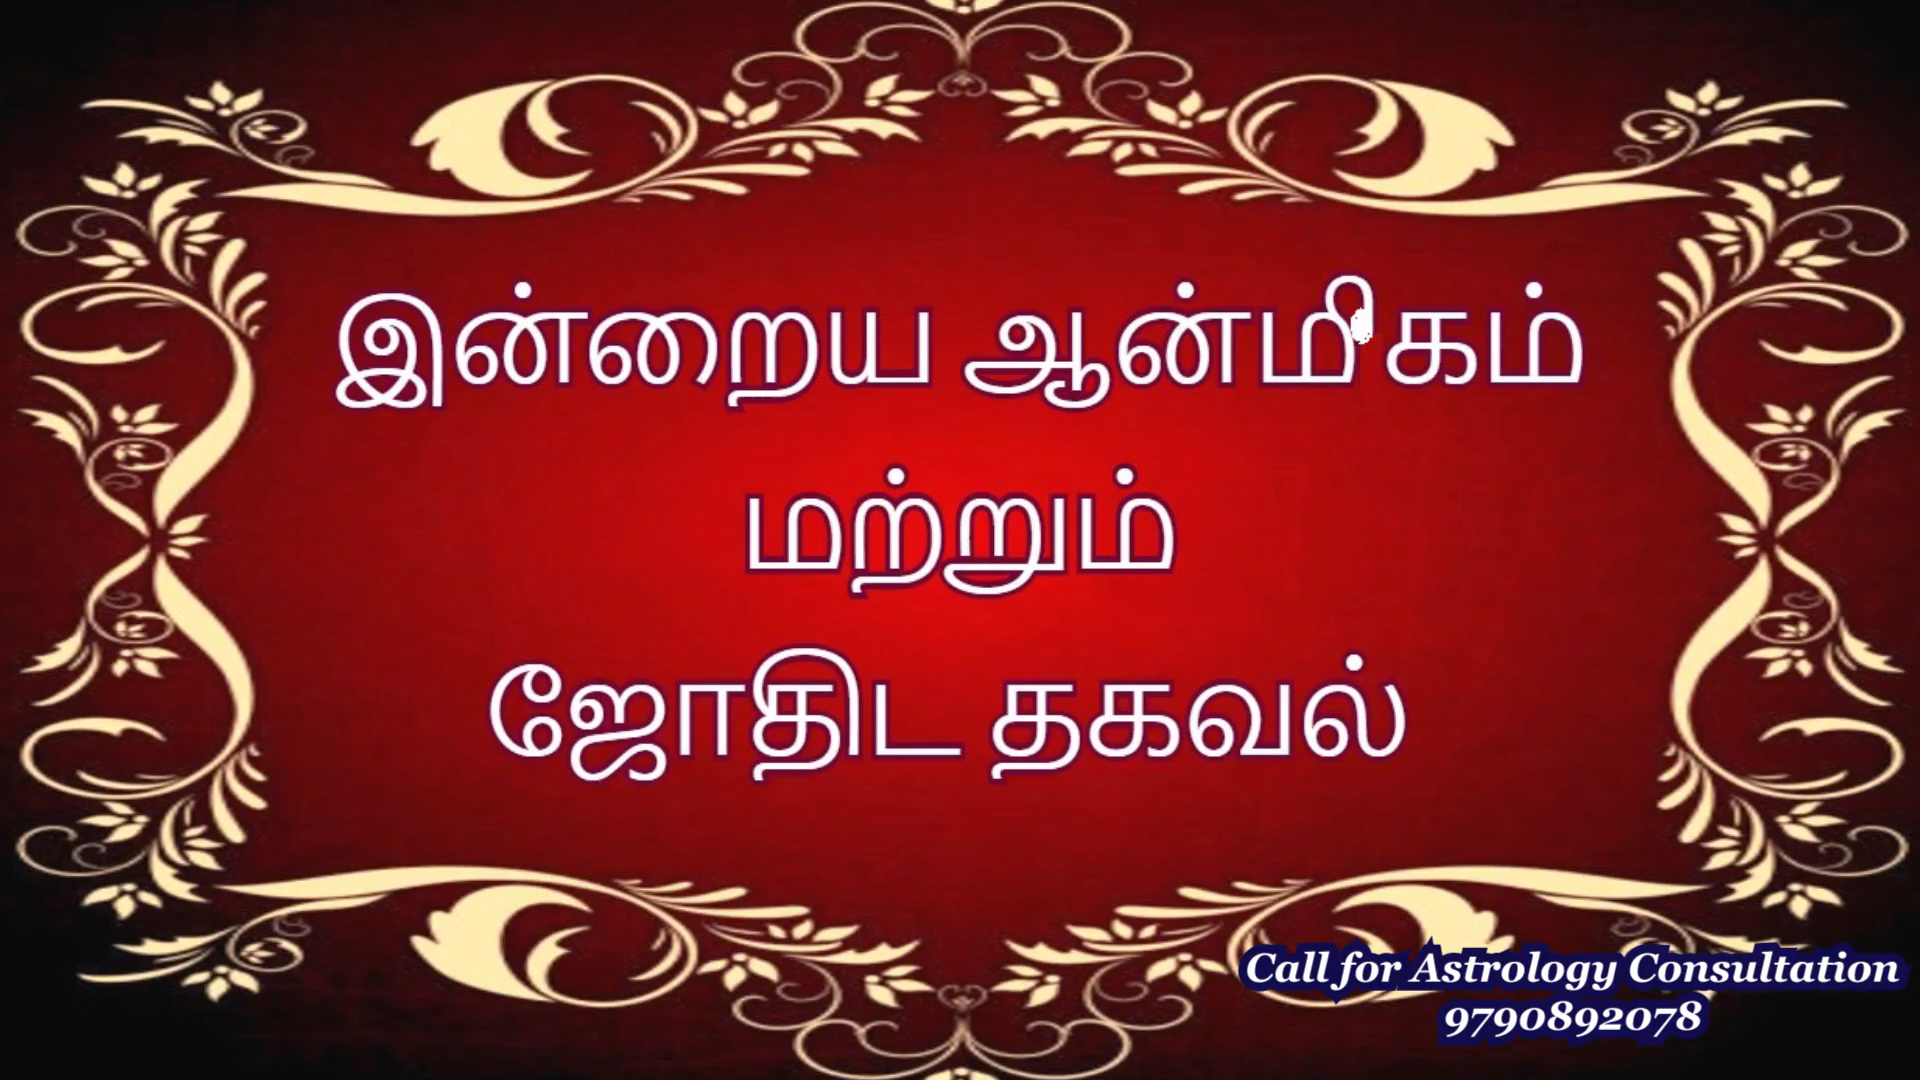 இன்றைய ஆன்மிகம்
மற்றும்
ஜோதிட தகவல்
Call for Astrology Consultation
9790892078